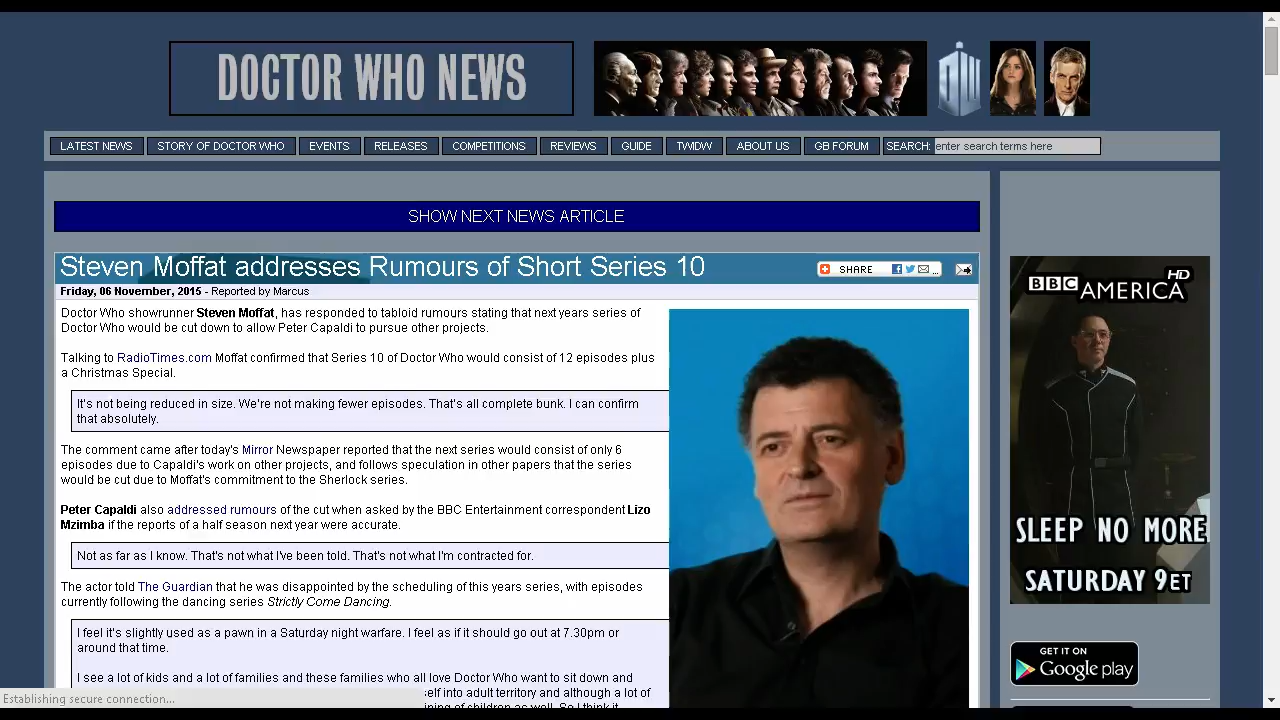 DOCTOR WHO NEWS
DW
LATEST NEWS STORY OF DOCTOR WHO EVENTS RELEASES COMPETITIONS REVIEWS GUIDE TWIDW ABOUT US GB FORUM SEARCH: enter search terms here
SHOW NEXT NEWS ARTICLE
Steven Moffat addresses Rumours of Short Series 10
SHARE ...
Friday, 06 November, 2015 - Reported by Marcus
Doctor Who showrunner Steven Moffat, has responded to tabloid rumours stating that next years series of
Doctor Who would be cut down to allow Peter Capaldi to pursue other projects.
Talking to RadioTimes.com Moffat confirmed that Series 10 of Doctor Who would consist of 12 episodes plus
a Christmas Special.
It's not being reduced in size. We're not making fewer episodes. That's all complete bunk. I can confirm
that absolutely.
The comment came after today's Mirror Newspaper reported that the next series would consist of only 6
episodes due to Capaldi's work on other projects, and follows speculation in other papers that the series
would be cut due to Moffat's commitment to the Sherlock series.
Peter Capaldi also addressed rumours of the cut when asked by the BBC Entertainment correspondent Lizo
Mzimba if the reports of a half season next year were accurate.
Not as far as I know. That's not what I've been told. That's not what I'm contracted for.
The actor told The Guardian that he was disappointed by the scheduling of the years series, with episodes
currently following the dancing series Strictly Come Dancing.
I feel it's slightly used as a pawn in a Saturday night warfare. I feel as if it should go out at 7.30pm or
around that time.
I see a lot of kids and a lot of families and those families who love Doctor Who want to sit down and
self into an territory and although a lot of
Establishing secure connection...
BBC AMERICA HD
SLEEP NO MORE
SATURDAY 9ET
GET IT ON
Google play